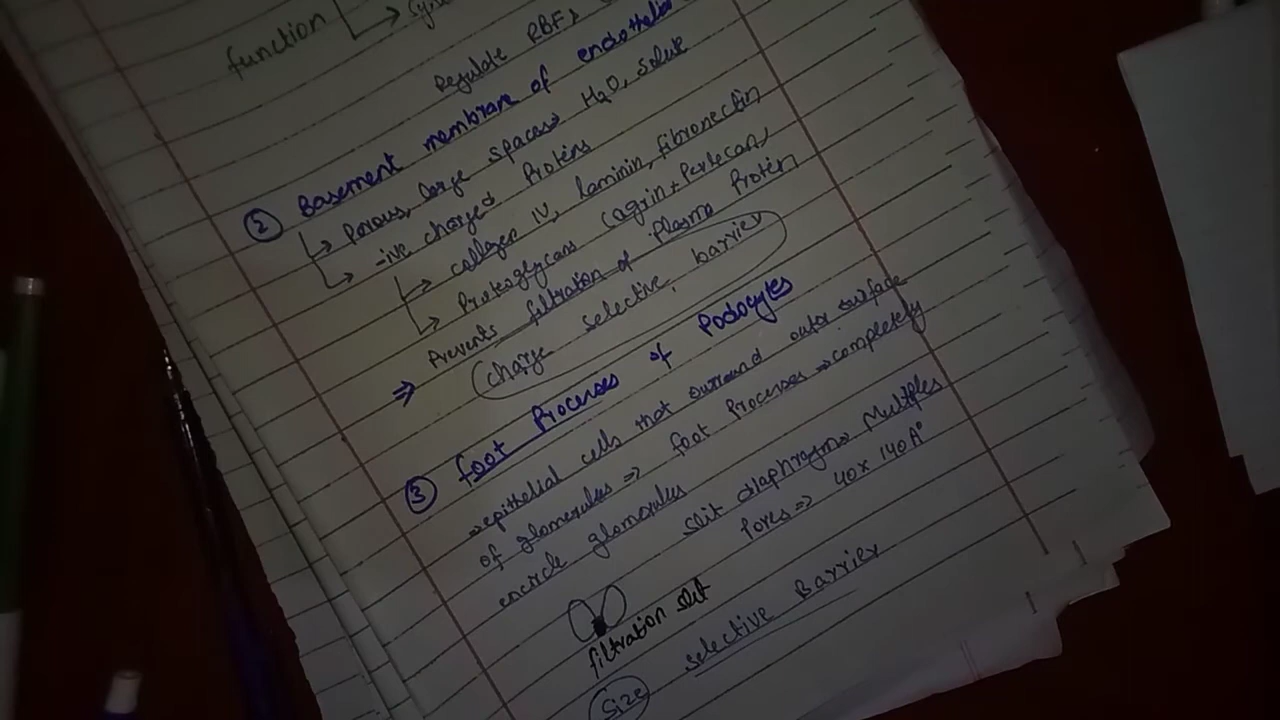 function → Syn
Regulate RBF,
② Basement membrane of endothelial
→ Porous, large spaces → H2O, solute
→ -ive charged Proteins
→ collagen IV, laminin, fibronectin
→ Proteoglycans (agrin + Perlecan)
⇒ Prevents filtration of Plasma Protein
charge selective barrier
③ foot Processes of Podocytes
→ epithelial cells that surround outer surface
of glomerulus ⇒ foot Processes → completely
encircle glomerulus
slit diaphragm → Multiples
Pores ⇒ 40 x 140 A°
filtration slit
Size selective Barrier